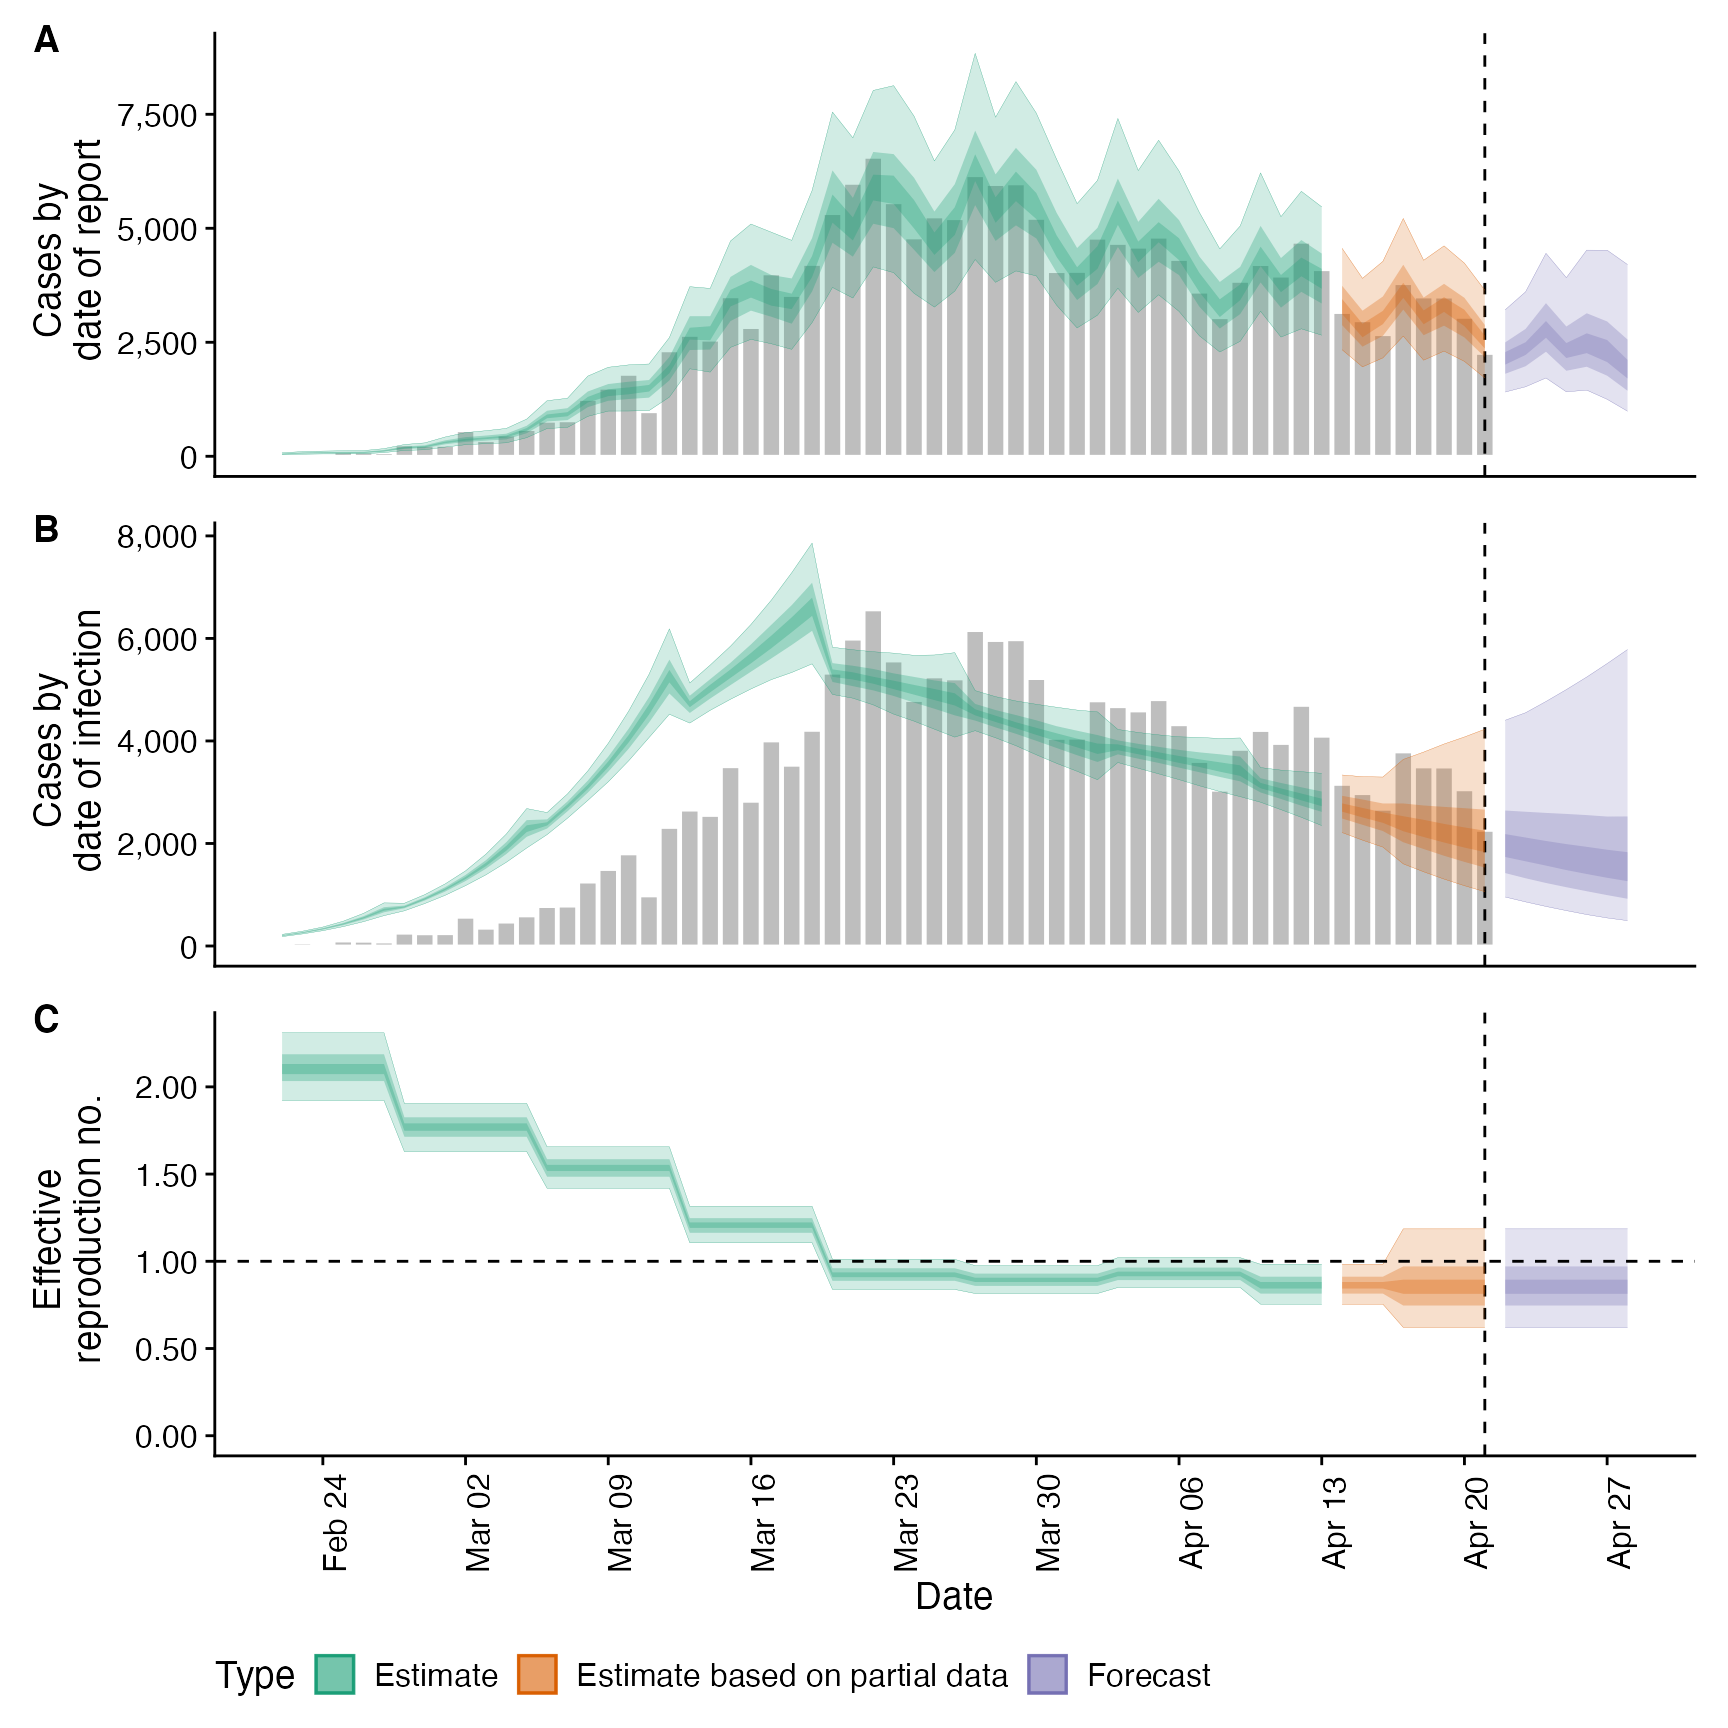 A
Cases by
date of report
7,500
5,000
2,500
0
B
Cases by
date of infection
8,000
6,000
4,000
2,000
0
C
Effective
reproduction no.
2.00
1.50
1.00
0.50
0.00
Feb 24
Mar 02
Mar 09
Mar 16
Mar 23
Mar 30
Apr 06
Apr 13
Apr 20
Apr 27
Date
Type Estimate Estimate based on partial data Forecast